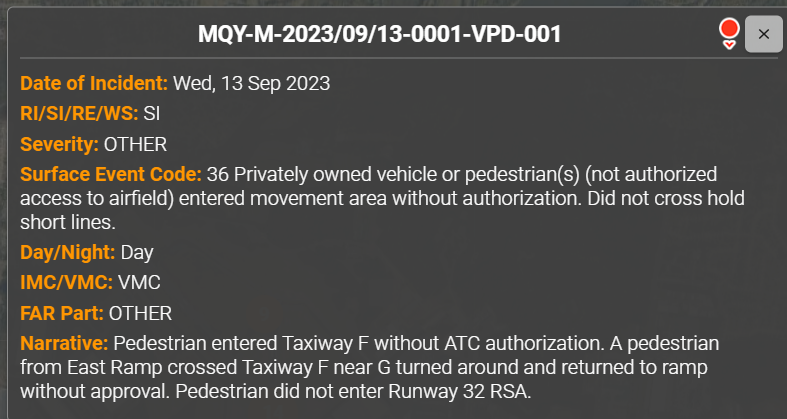 MQY-M-2023/09/13-0001-VPD-001
×
Date of Incident: Wed, 13 Sep 2023
RI/SI/RE/WS: SI
Severity: OTHER
Surface Event Code: 36 Privately owned vehicle or pedestrian(s) (not authorized
access to airfield) entered movement area without authorization. Did not cross hold
short lines.
Day/Night: Day
IMC/VMC: VMC
FAR Part: OTHER
Narrative: Pedestrian entered Taxiway F without ATC authorization. A pedestrian
from East Ramp crossed Taxiway F near G turned around and returned to ramp
without approval. Pedestrian did not enter Runway 32 RSA.